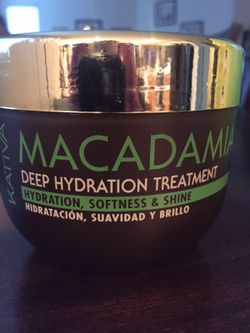 KATIVA
MACADAMIA
DEEP HYDRATION TREATMENT
HYDRATION, SOFTNESS & SHINE
HIDRATACIÓN, SUAVIDAD Y BRILLO